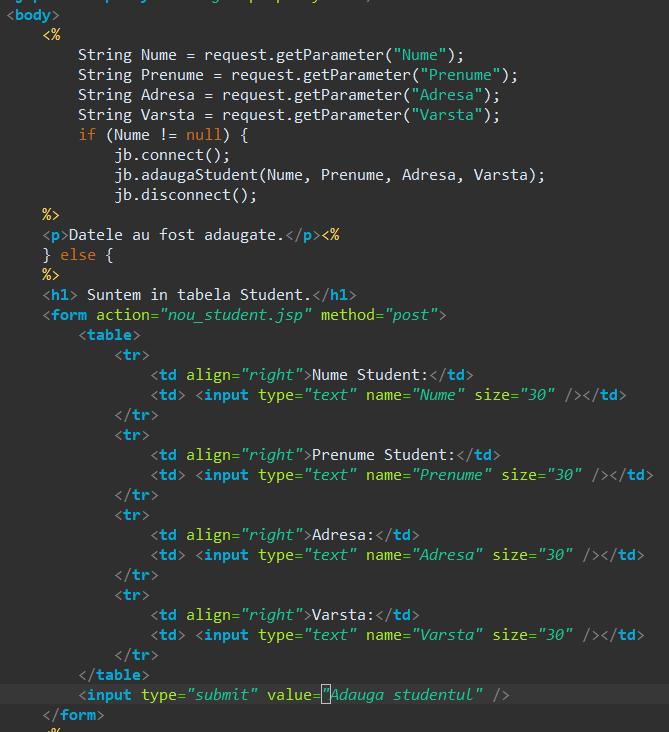 <body>
<%
String Nume = request.getParameter("Nume");
String Prenume = request.getParameter("Prenume");
String Adresa = request.getParameter("Adresa");
String Varsta = request.getParameter("Varsta");
if (Nume != null) {
jb.connect();
jb.adaugaStudent(Nume, Prenume, Adresa, Varsta);
jb.disconnect();
%>
<p>Datele au fost adaugate.</p><%
} else {
%>
<h1> Suntem in tabela Student.</h1>
<form action="nou_student.jsp" method="post">
<table>
<tr>
<td align="right">Nume Student:</td>
<td> <input type="text" name="Nume" size="30" /></td>
</tr>
<tr>
<td align="right">Prenume Student:</td>
<td> <input type="text" name="Prenume" size="30" /></td>
</tr>
<tr>
<td align="right">Adresa:</td>
<td> <input type="text" name="Adresa" size="30" /></td>
</tr>
<tr>
<td align="right">Varsta:</td>
<td> <input type="text" name="Varsta" size="30" /></td>
</tr>
</table>
<input type="submit" value="Adauga studentul" />
</form>
<%